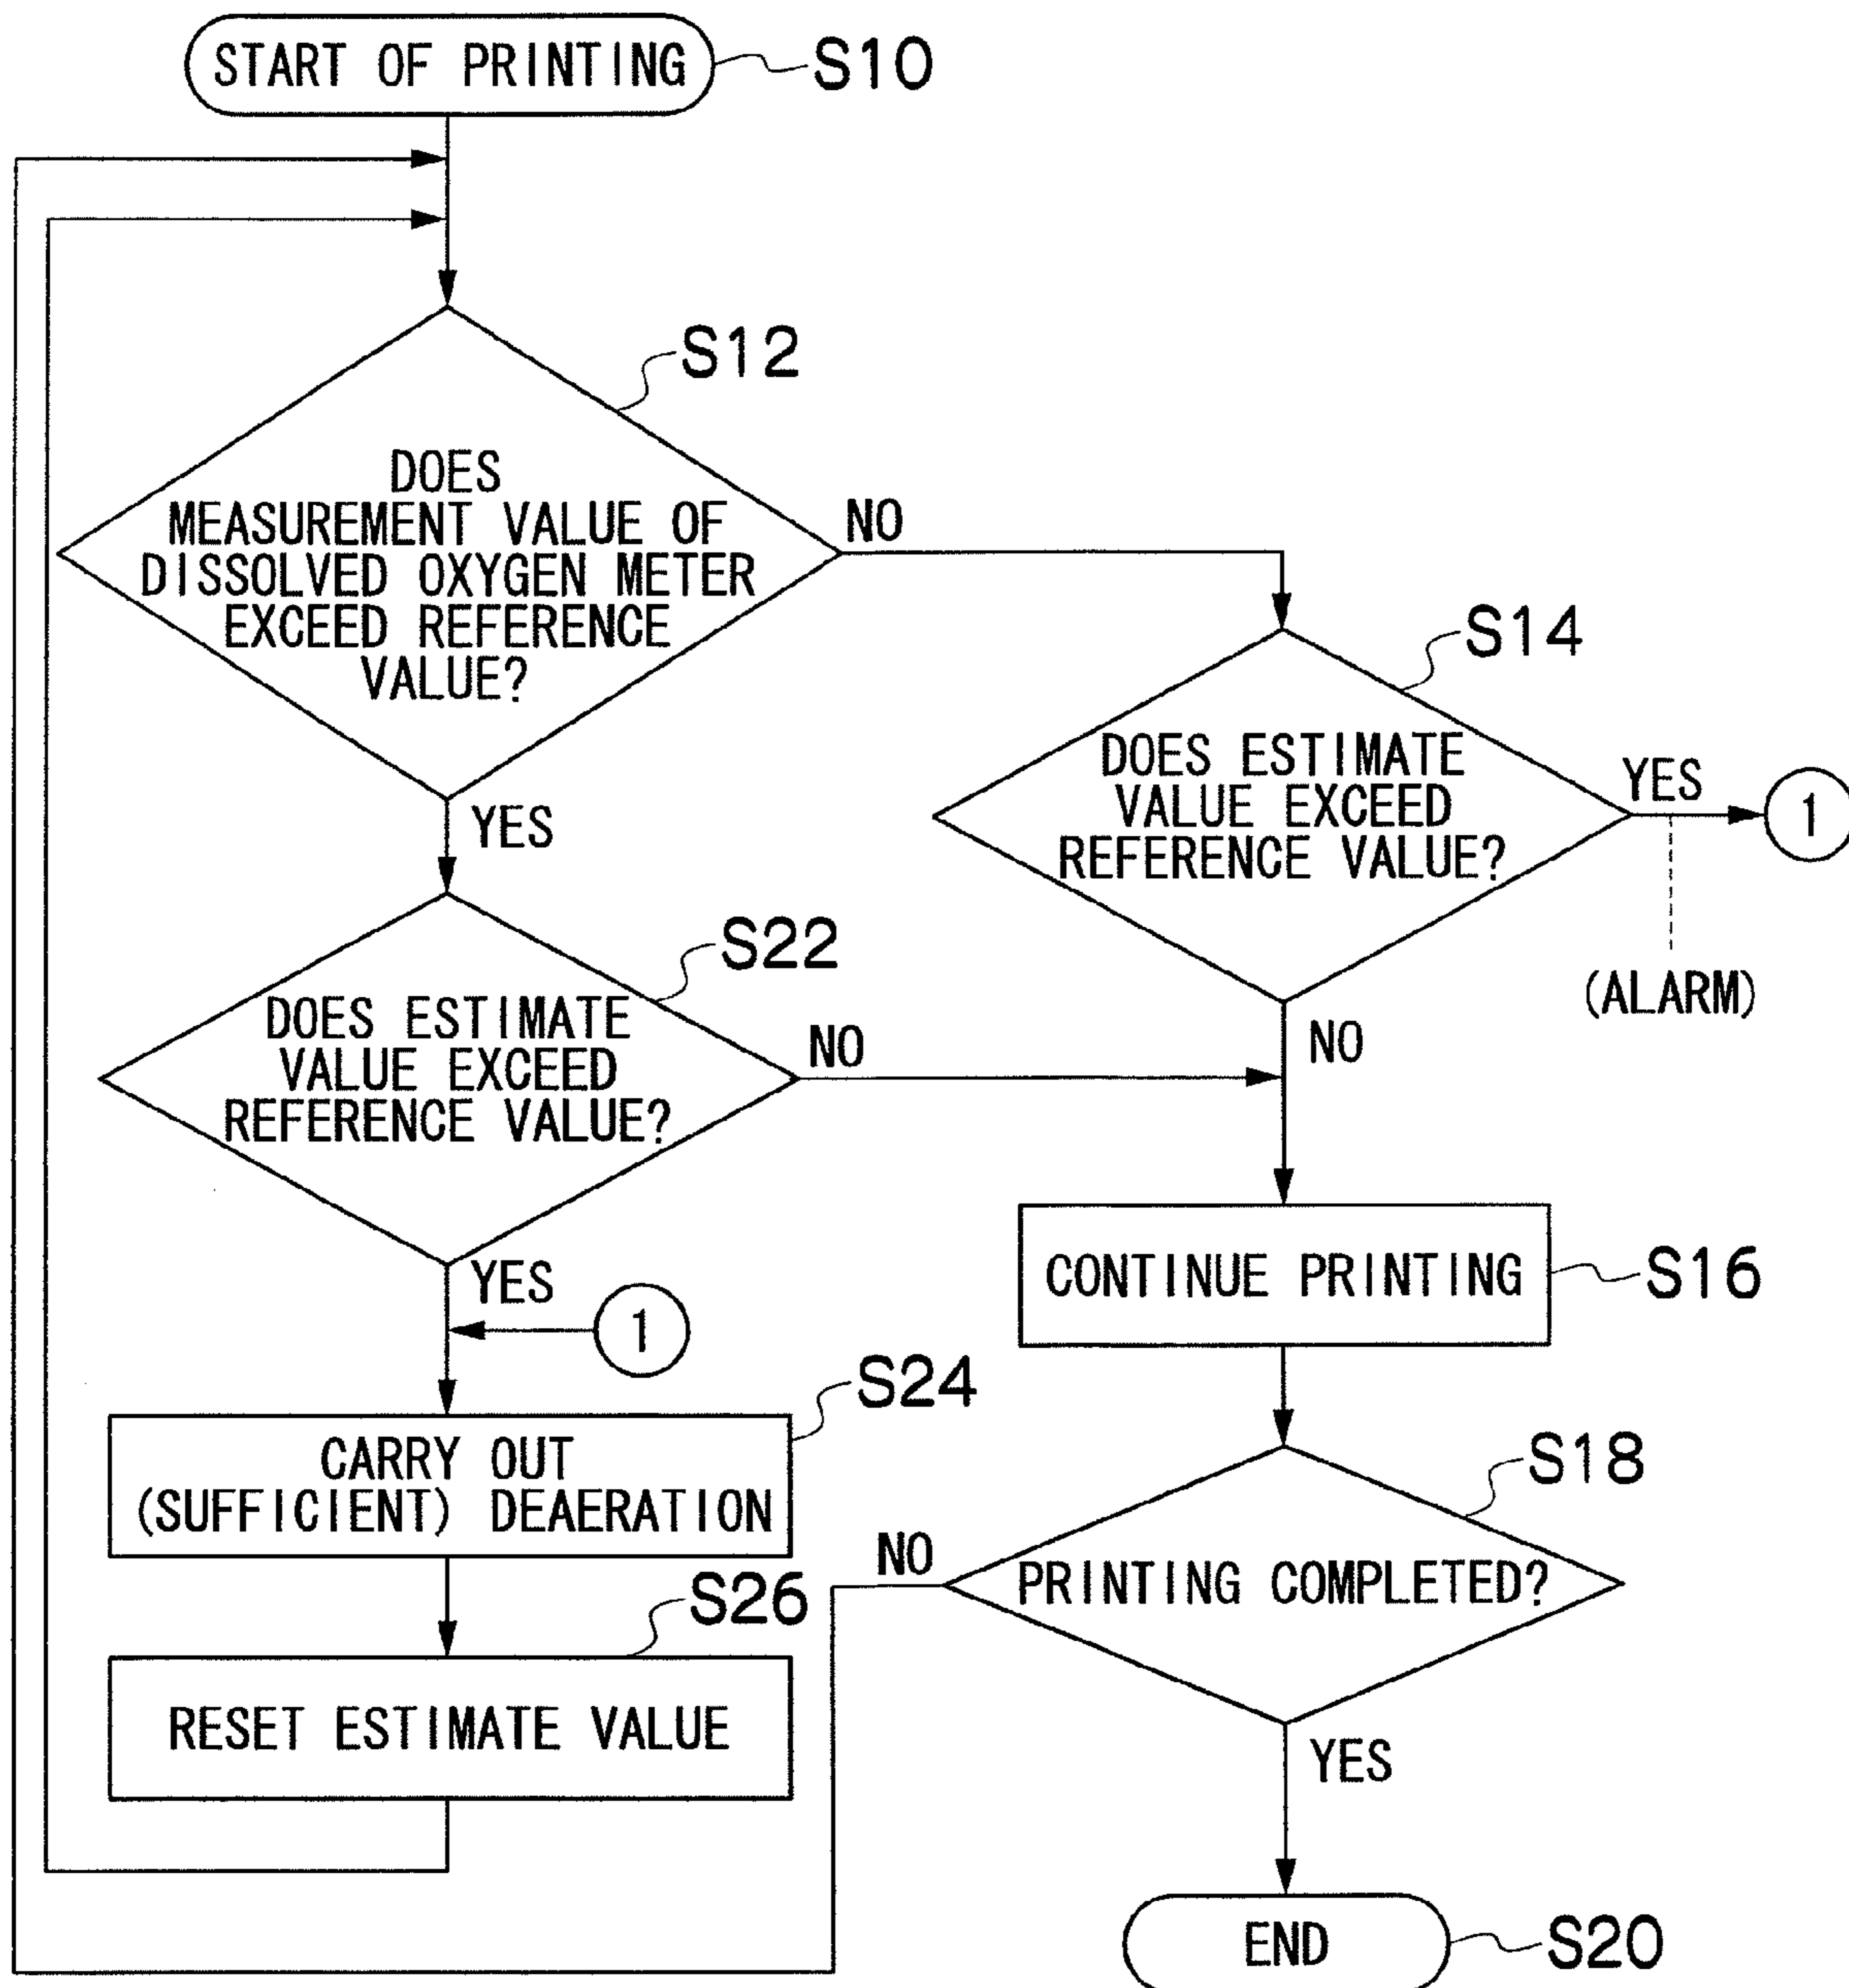 START OF PRINTING
S10
S12
DOES
MEASUREMENT VALUE OF
DISSOLVED OXYGEN METER
EXCEED REFERENCE
VALUE?
NO
YES
S14
DOES ESTIMATE
VALUE EXCEED
REFERENCE VALUE?
YES
1
(ALARM)
NO
S22
DOES ESTIMATE
VALUE EXCEED
REFERENCE VALUE?
NO
YES
1
S16
CONTINUE PRINTING
S24
CARRY OUT
(SUFFICIENT) DEAERATION
S18
PRINTING COMPLETED?
NO
YES
S26
RESET ESTIMATE VALUE
END
S20